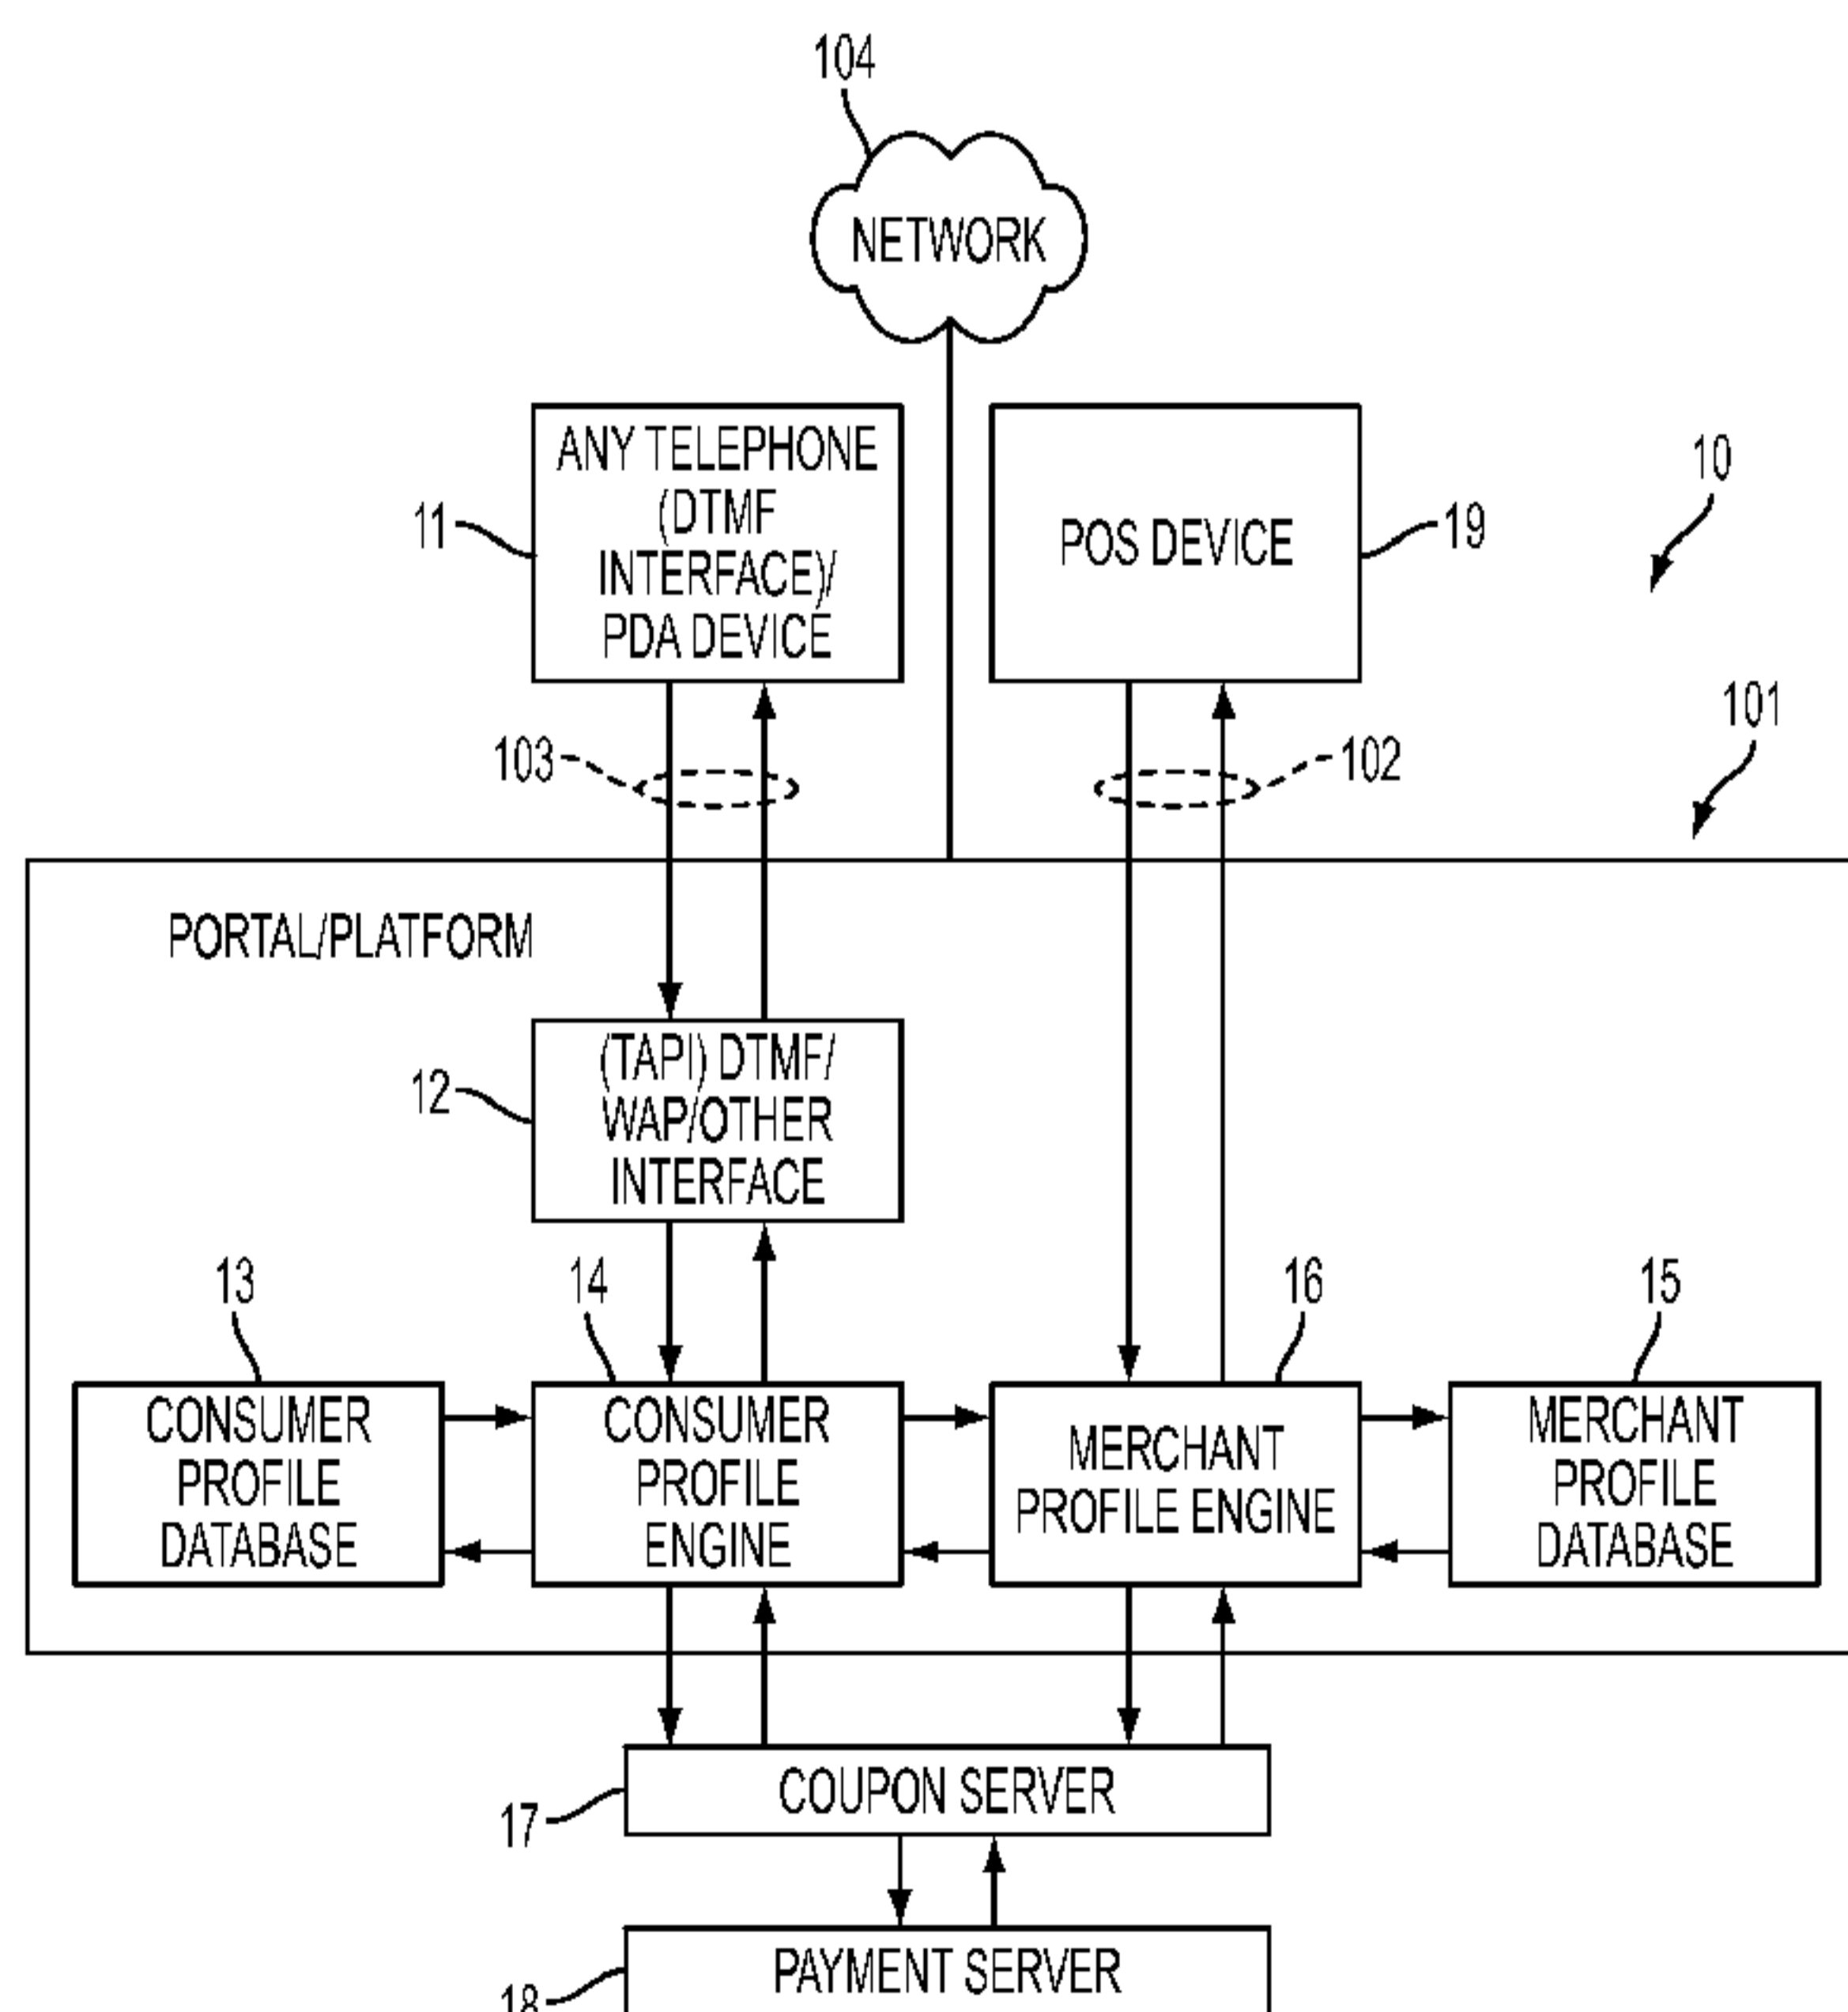 104
NETWORK
ANY TELEPHONE
(DTMF
INTERFACE)/
PDA DEVICE
11
POS DEVICE
19
10
101
103
102
PORTAL/PLATFORM
(TAPI) DTMF/
WAP/OTHER
INTERFACE
12
13
14
16
15
CONSUMER
PROFILE
DATABASE
CONSUMER
PROFILE
ENGINE
MERCHANT
PROFILE ENGINE
MERCHANT
PROFILE
DATABASE
COUPON SERVER
17
PAYMENT SERVER
18